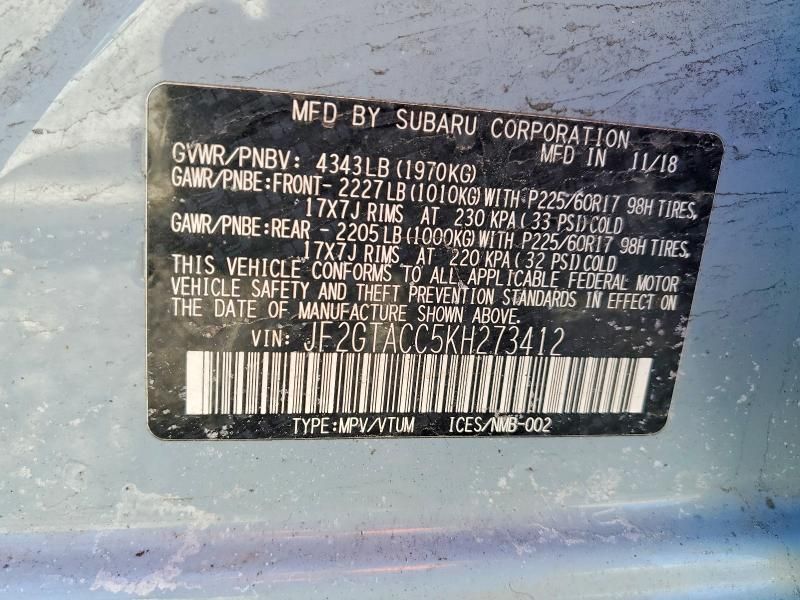 MFD BY SUBARU CORPORATION
MFD IN 11/18
GVWR/PNBV: 4343LB (1970KG)
GAWR/PNBE:FRONT- 2227LB (1010KG) WITH P225/60R17 98H TIRES,
17X7J RIMS AT 230 KPA (33 PSI) COLD
GAWR/PNBE:REAR - 2205LB (1000KG) WITH P225/60R17 98H TIRES,
17X7J RIMS AT 220 KPA (32 PSI) COLD
THIS VEHICLE CONFORMS TO ALL APPLICABLE FEDERAL MOTOR
VEHICLE SAFETY AND THEFT PREVENTION STANDARDS IN EFFECT ON
THE DATE OF MANUFACTURE SHOWN ABOVE.
VIN: JF2GTACC5KH273412
TYPE:MPV/VTUM ICES/NMB-002